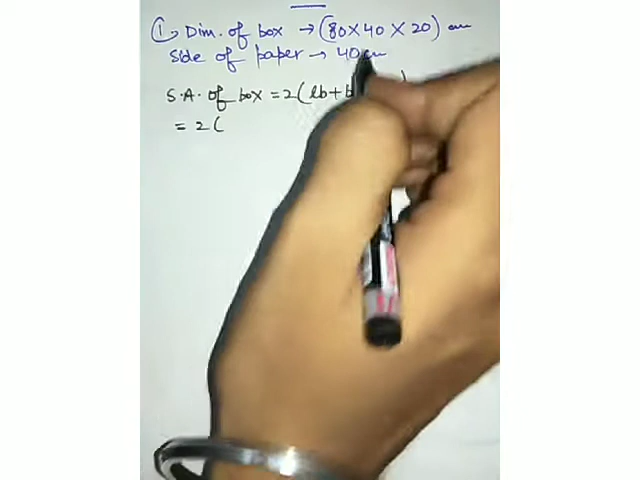 1. Dim. of box → (80 X 40 X 20) cm
side of paper → 40cm
S.A. of box = 2 ( lb + b )
= 2 (